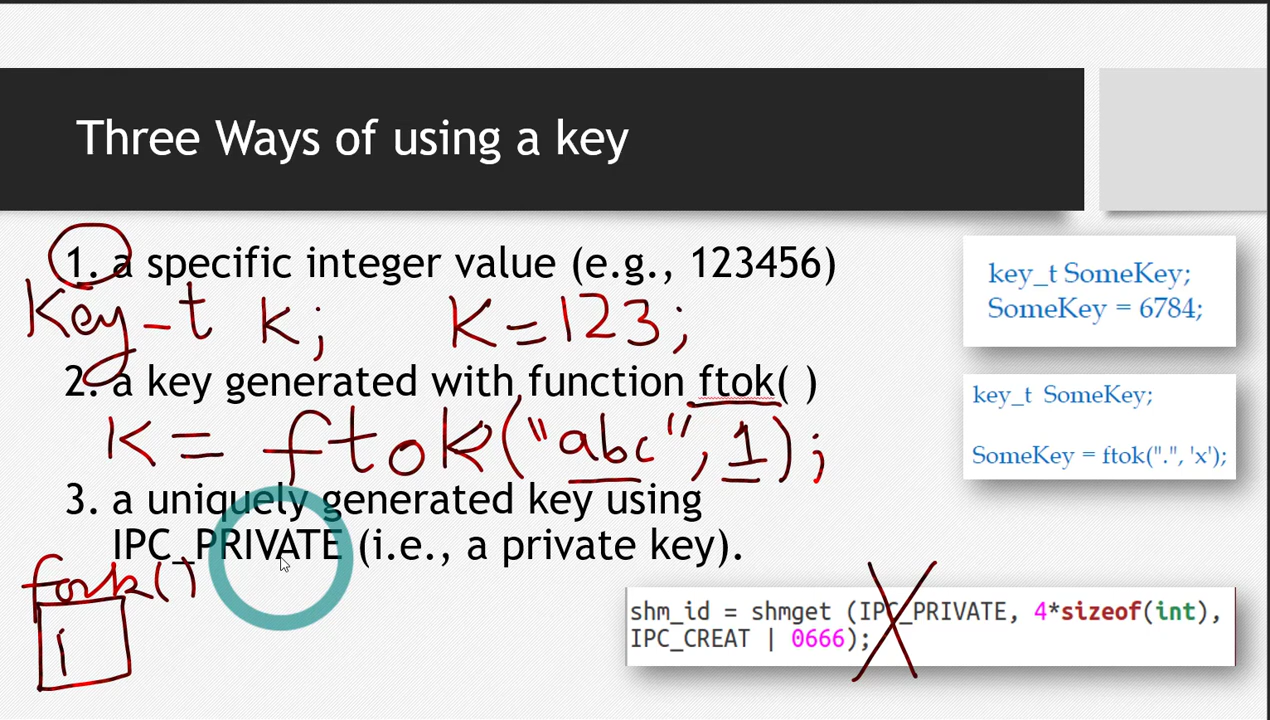 Three Ways of using a key
1. a specific integer value (e.g., 123456)
key_t SomeKey;
SomeKey = 6784;
Key-t k; K=123;
2. a key generated with function ftok( )
key_t SomeKey;
SomeKey = ftok(".", 'x');
K= ftok("abc", 1);
3. a uniquely generated key using
IPC_PRIVATE (i.e., a private key).
fork()
1
shm_id = shmget (IPC_PRIVATE, 4*sizeof(int),
IPC_CREAT | 0666);